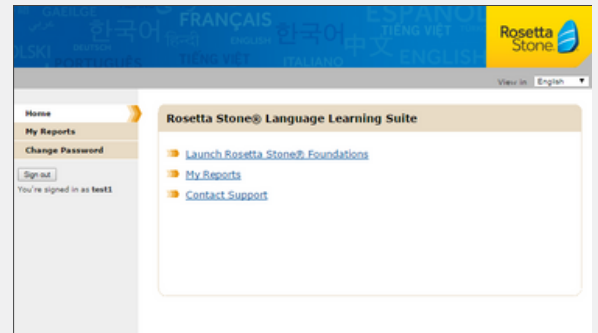 GAEILGE
FRANÇAIS
ESPAÑOL
한국어
हिन्दी
ENGLISH
한국어
TIẾNG VIỆT
中文
OLSKI
DEUTSCH
PORTUGUÊS
TIẾNG VIỆT
ITALIANO
ENGLISH
Rosetta
Stone
View in English
Home
My Reports
Change Password
Sign out
You're signed in as test1
Rosetta Stone® Language Learning Suite
Launch Rosetta Stone® Foundations
My Reports
Contact Support